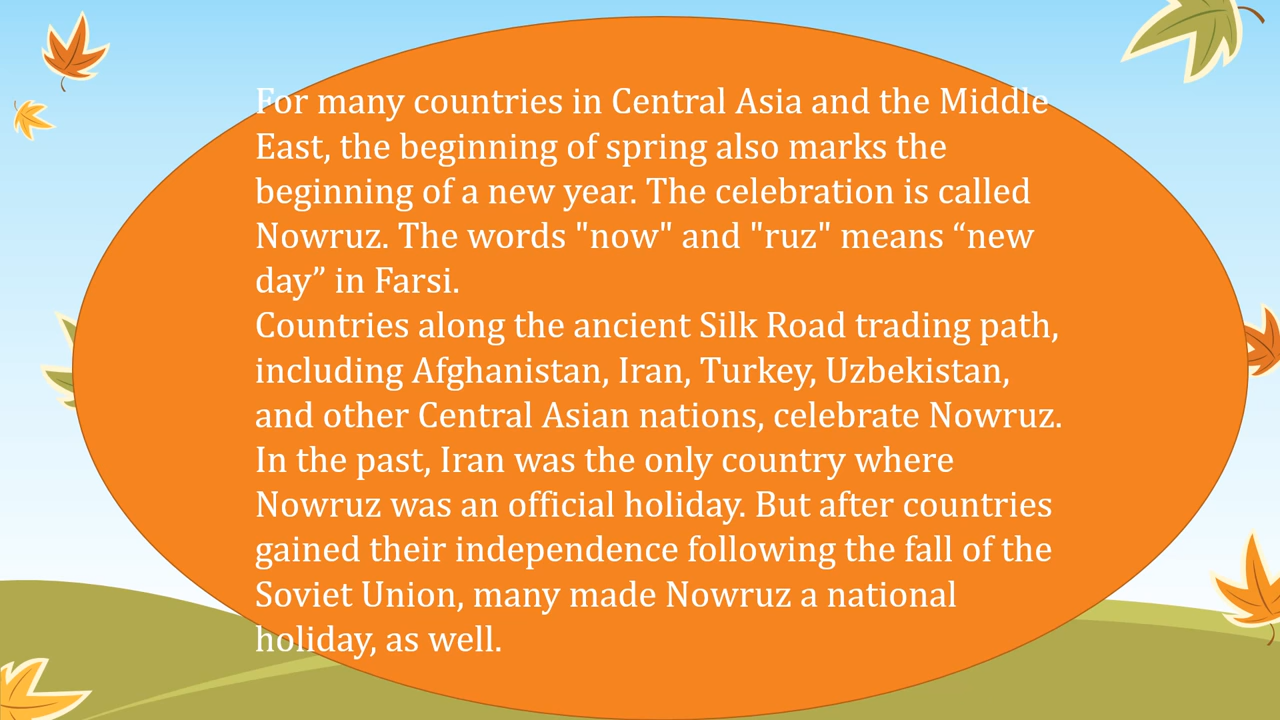 For many countries in Central Asia and the Middle
East, the beginning of spring also marks the
beginning of a new year. The celebration is called
Nowruz. The words "now" and "ruz" means “new
day” in Farsi.
Countries along the ancient Silk Road trading path,
including Afghanistan, Iran, Turkey, Uzbekistan,
and other Central Asian nations, celebrate Nowruz.
In the past, Iran was the only country where
Nowruz was an official holiday. But after countries
gained their independence following the fall of the
Soviet Union, many made Nowruz a national
holiday, as well.